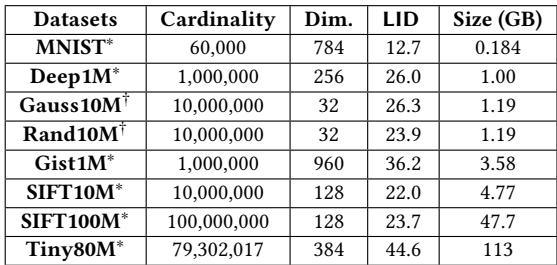 Datasets Cardinality Dim. LID Size (GB)
MNIST* 60,000 784 12.7 0.184
Deep1M* 1,000,000 256 26.0 1.00
Gauss10M† 10,000,000 32 26.3 1.19
Rand10M† 10,000,000 32 23.9 1.19
Gist1M* 1,000,000 960 36.2 3.58
SIFT10M* 10,000,000 128 22.0 4.77
SIFT100M* 100,000,000 128 23.7 47.7
Tiny80M* 79,302,017 384 44.6 113